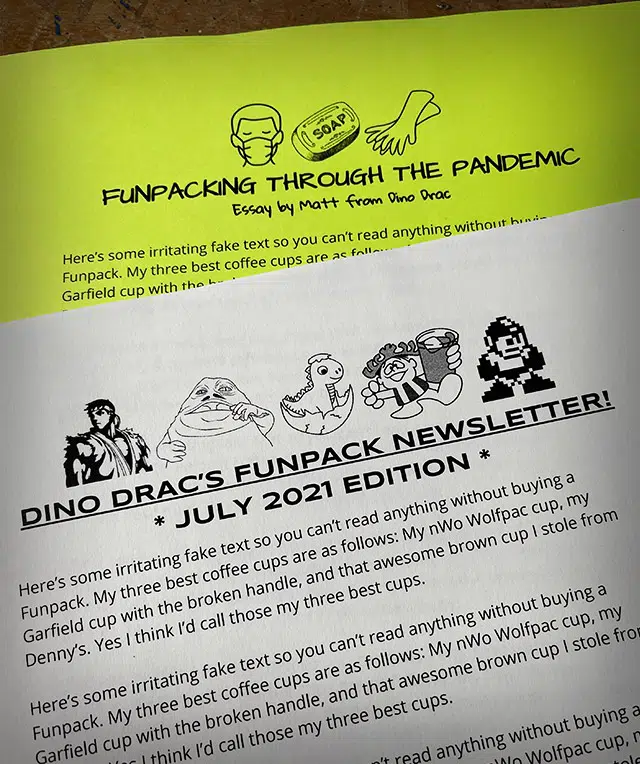 SOAP
FUNPACKING THROUGH THE PANDEMIC
Essay by Matt from Dino Drac
Here's some irritating fake text so you can't read anything without buying
Funpack. My three best coffee cups are as follow
Garfield cup with the
DINO DRAC'S FUNPACK NEWSLETTER!
* JULY 2021 EDITION *
Here's some irritating fake text so you can't read anything without buying a
Funpack. My three best coffee cups are as follows: My nWo Wolfpac cup, my
Garfield cup with the broken handle, and that awesome brown cup I stole from
Denny's. Yes I think I'd call those my three best cups.
Here's some irritating fake text so you can't read anything without buying a
Funpack. My three best coffee cups are as follows: My nWo Wolfpac cup, my
Garfield cup with the broken handle, and that awesome brown cup I stole from
Yes I think I'd call those my three best cups.
't read anything without buying a
Wo Wolfpac cup,